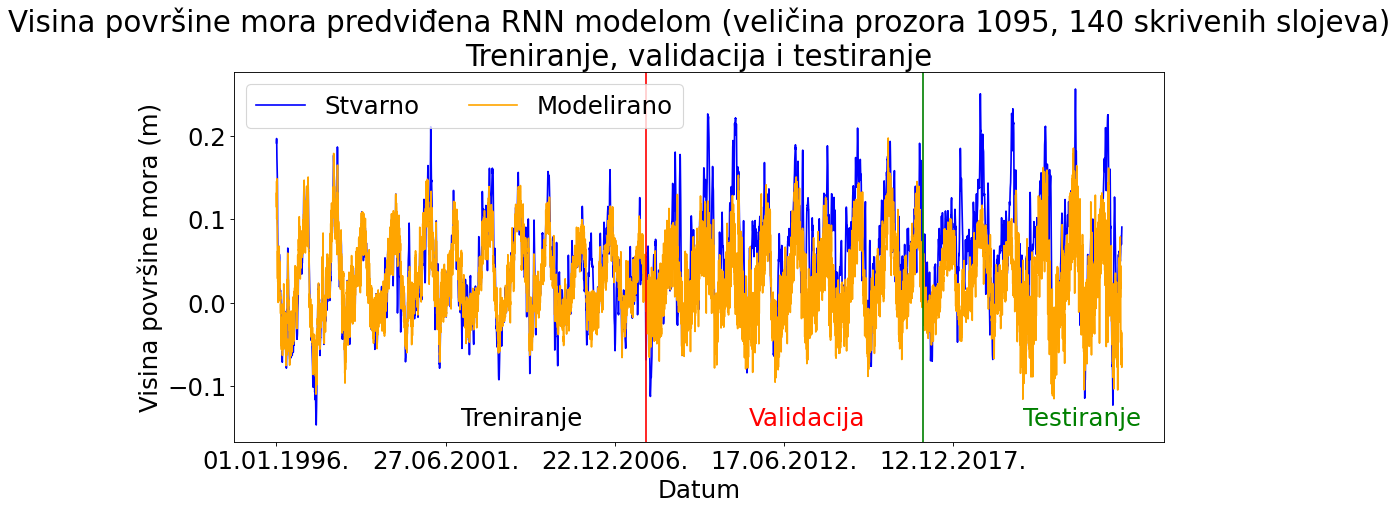 Visina površine mora predviđena RNN modelom (veličina prozora 1095, 140 skrivenih slojeva)
Treniranje, validacija i testiranje
Stvarno Modelirano
Visina površine mora (m)
0.2
0.1
0.0
−0.1
Treniranje Validacija Testiranje
01.01.1996. 27.06.2001. 22.12.2006. 17.06.2012. 12.12.2017.
Datum